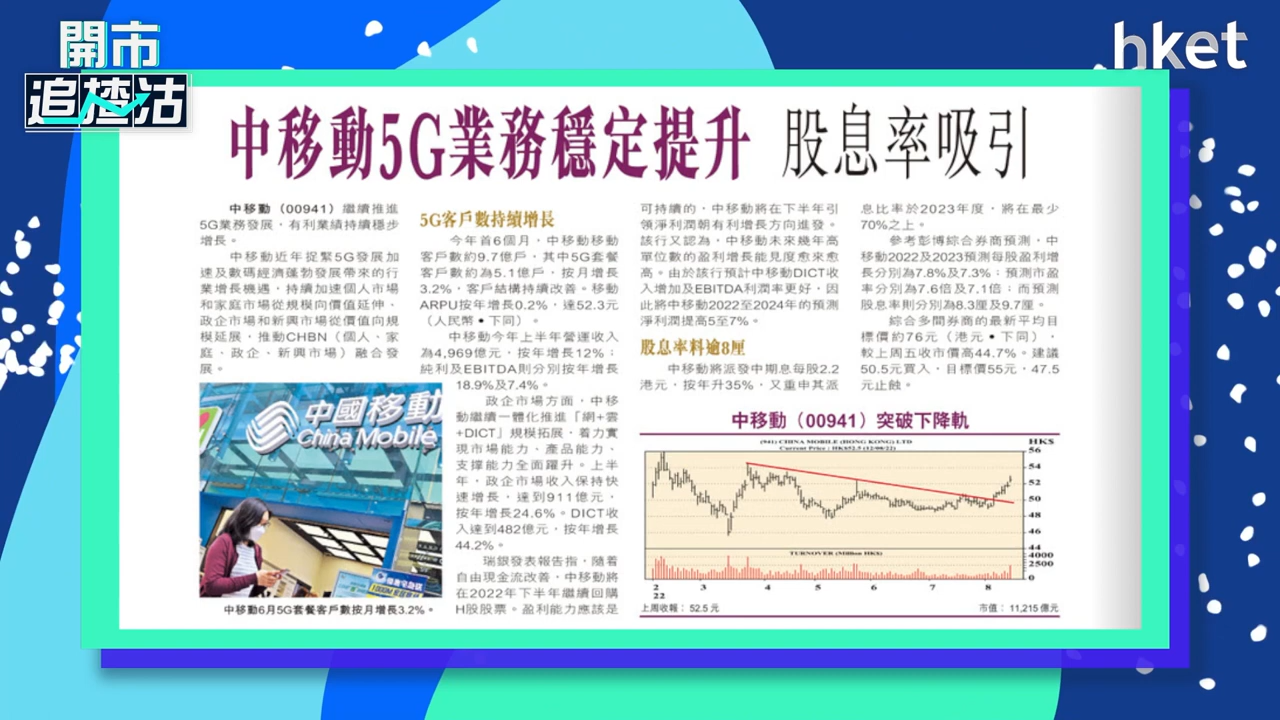 開市
追揸沽
hket
中移動5G業務穩定提升 股息率吸引
中移動（00941）繼續推進
5G業務發展，有利業績持續穩步
增長。
中移動近年捉緊5G發展加
速及數碼經濟蓬勃發展帶來的行
業增長機遇，持續加速個人市場
和家庭市場從規模向價值延伸、
政企市場和新興市場從價值向規
模延展，推動CHBN（個人、家
庭、政企、新興市場）融合發
展。
中國移動
China Mobile
中移動6月5G套餐客戶數按月增長3.2%。
5G客戶數持續增長
今年首6個月，中移動移動
客戶數約9.7億戶，其中5G套餐
客戶數約為5.1億戶，按月增長
3.2%，客戶結構持續改善。移動
ARPU按年增長0.2%，達52.3元
（人民幣•下同）。
中移動今年上半年營運收入
為4,969億元，按年增長12%；
純利及EBITDA則分別按年增長
18.9%及7.4%。
政企市場方面，中移
動繼續一體化推進「網+雲
+DICT」規模拓展，着力實
現市場能力、產品能力、
支撐能力全面躍升。上半
年，政企市場收入保持快
速增長，達到911億元，
按年增長24.6%。DICT收
入達到482億元，按年增長
44.2%。
瑞銀發表報告指，隨着
自由現金流改善，中移動將
在2022年下半年繼續回購
H股股票。盈利能力應該是
可持續的，中移動將在下半年引
領淨利潤朝有利增長方向進發。
該行又認為，中移動未來幾年高
單位數的盈利增長能見度愈來愈
高。由於該行預計中移動DICT收
入增加及EBITDA利潤率更好，因
此將中移動2022至2024年的預測
淨利潤提高5至7%。
股息率料逾8厘
中移動將派發中期息每股2.2
港元，按年升35%，又重申其派
息比率於2023年度，將在最少
70%之上。
參考彭博綜合券商預測，中
移動2022及2023預測每股盈利增
長分別為7.8%及7.3%；預測市盈
率分別為7.6倍及7.1倍；而預測
股息率則分別為8.3厘及9.7厘。
綜合多間券商的最新平均目
標價約76元（港元•下同），
較上周五收市價高44.7%。建議
50.5元買入，目標價55元，47.5
元止蝕。
中移動（00941）突破下降軌
(941) CHINA MOBILE (HONG KONG) LTD
Current Price : HK$52.5 (12/08/22)
HK$
56
54
52
50
48
46
44
TURNOVER (Million HK$)
4000
2500
0
2 3 4 5 6 7 8
22
上周收報： 52.5 元
市值： 11,215 億元